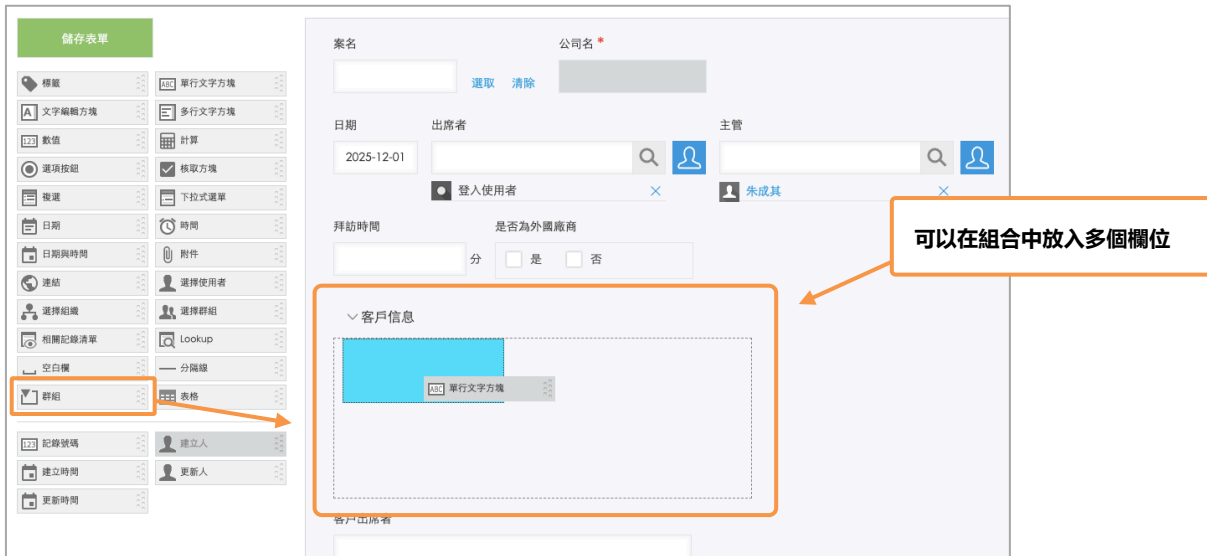 儲存表單
標籤
ABC 單行文字方塊
A 文字編輯方塊
多行文字方塊
123 數值
計算
選項按鈕
核取方塊
複選
下拉式選單
日期
時間
日期與時間
附件
連結
選擇使用者
選擇組織
選擇群組
相關記錄清單
Lookup
空白欄
分隔線
群組
表格
123 記錄號碼
建立人
建立時間
更新人
更新時間
案名
公司名 *
選取 清除
日期
出席者
主管
2025-12-01
登入使用者
朱成其
拜訪時間
是否為外國廠商
分
是
否
客戶信息
ABC 單行文字方塊
客戶出席者
可以在組合中放入多個欄位